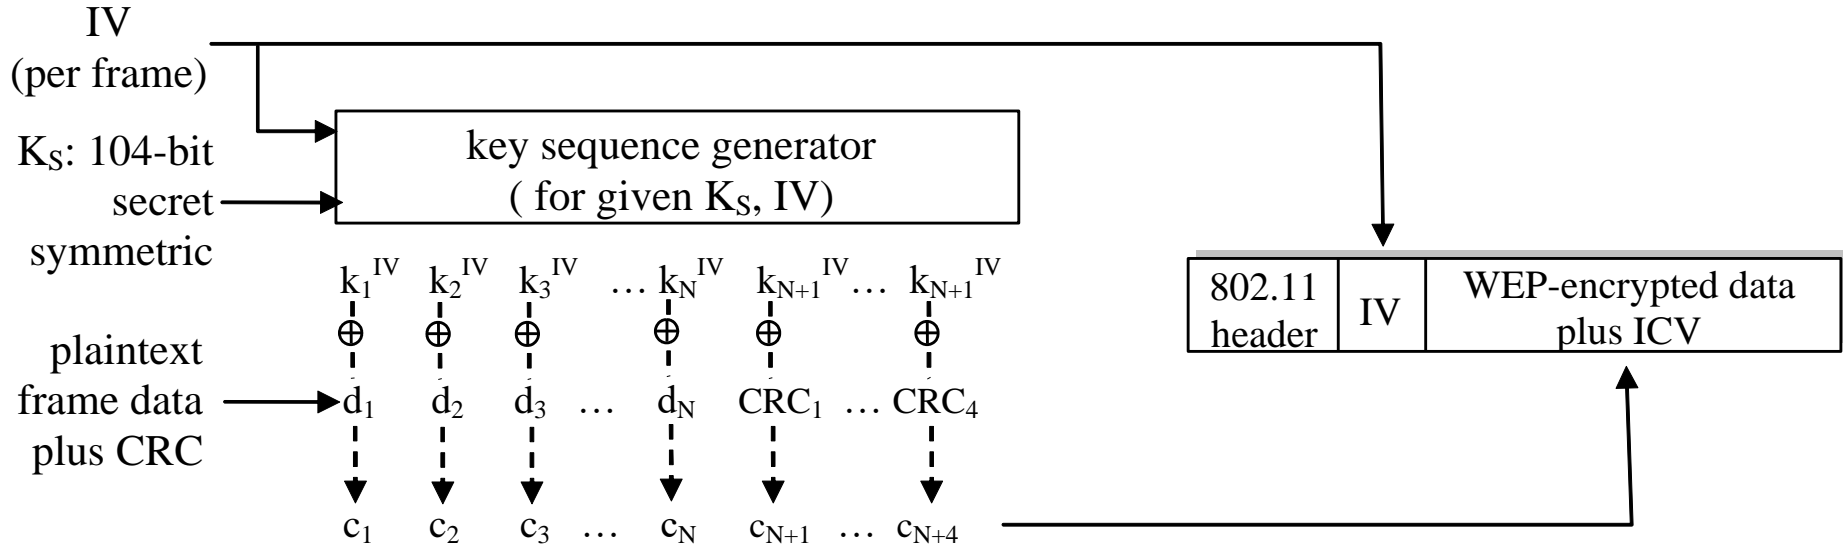 IV
(per frame)
KS: 104-bit
secret
symmetric
key sequence generator
( for given KS, IV)
k1IV k2IV k3IV … kNIV kN+1IV … kN+1IV
802.11
header
IV
WEP-encrypted data
plus ICV
plaintext
frame data
plus CRC
d1 d2 d3 … dN CRC1 … CRC4
c1 c2 c3 … cN cN+1 … cN+4